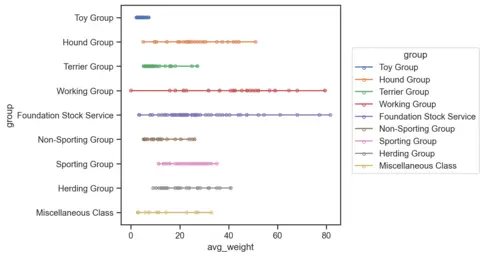 group
Toy Group
Hound Group
Terrier Group
Working Group
Foundation Stock Service
Non-Sporting Group
Sporting Group
Herding Group
Miscellaneous Class
0 20 40 60 80
avg_weight
group
Toy Group
Hound Group
Terrier Group
Working Group
Foundation Stock Service
Non-Sporting Group
Sporting Group
Herding Group
Miscellaneous Class